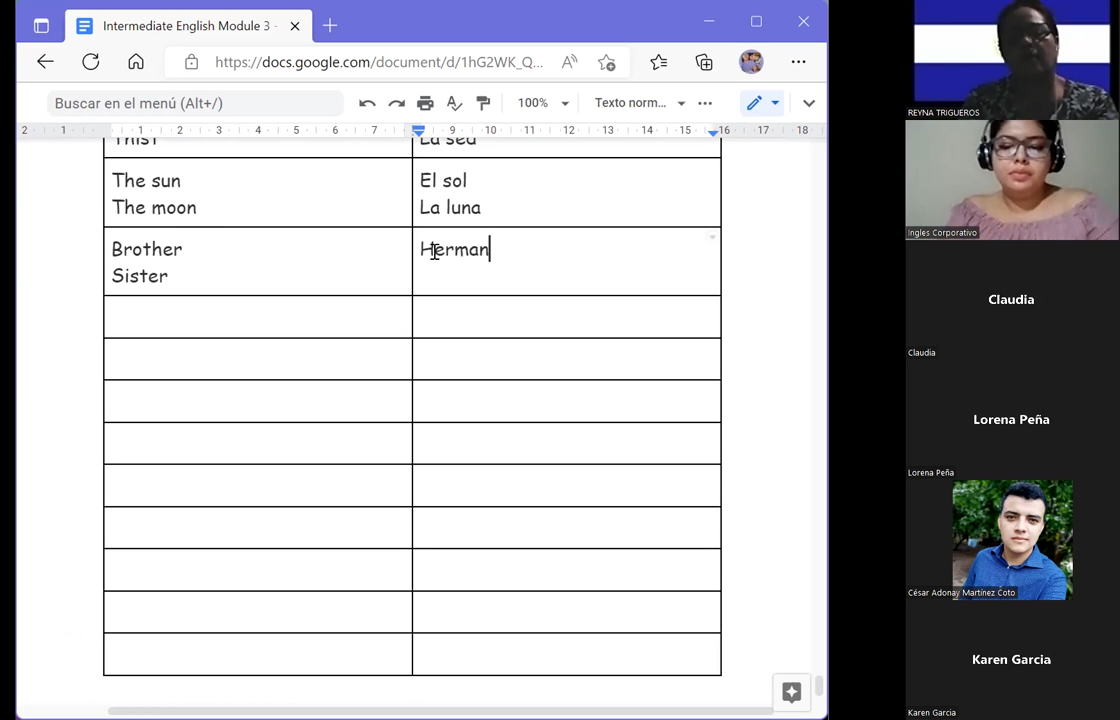 Intermediate English Module 3 -
https://docs.google.com/document/d/1hG2WK_Q...
Buscar en el menú (Alt+/)
100%
Texto norm...
2 1 1 2 3 4 5 6 7 9 10 11 12 13 14 15 16 17 18
Thist La sed
The sun El sol
The moon La luna
Brother Herman
Sister
REYNA TRIGUEROS
Ingles Corporativo
Claudia
Claudia
Lorena Peña
Lorena Peña
César Adonay Martínez Coto
Karen Garcia
Karen Garcia